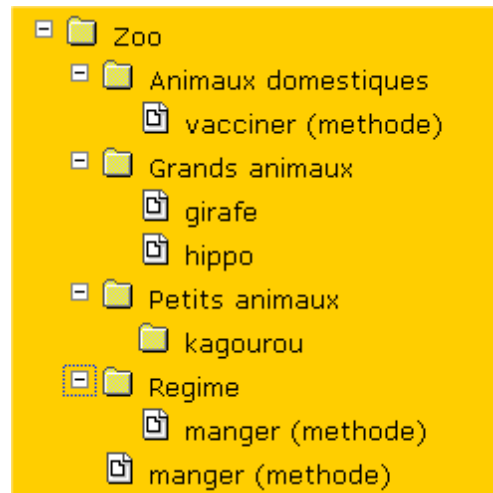 Zoo
Animaux domestiques
vacciner (methode)
Grands animaux
girafe
hippo
Petits animaux
kagourou
Regime
manger (methode)
manger (methode)